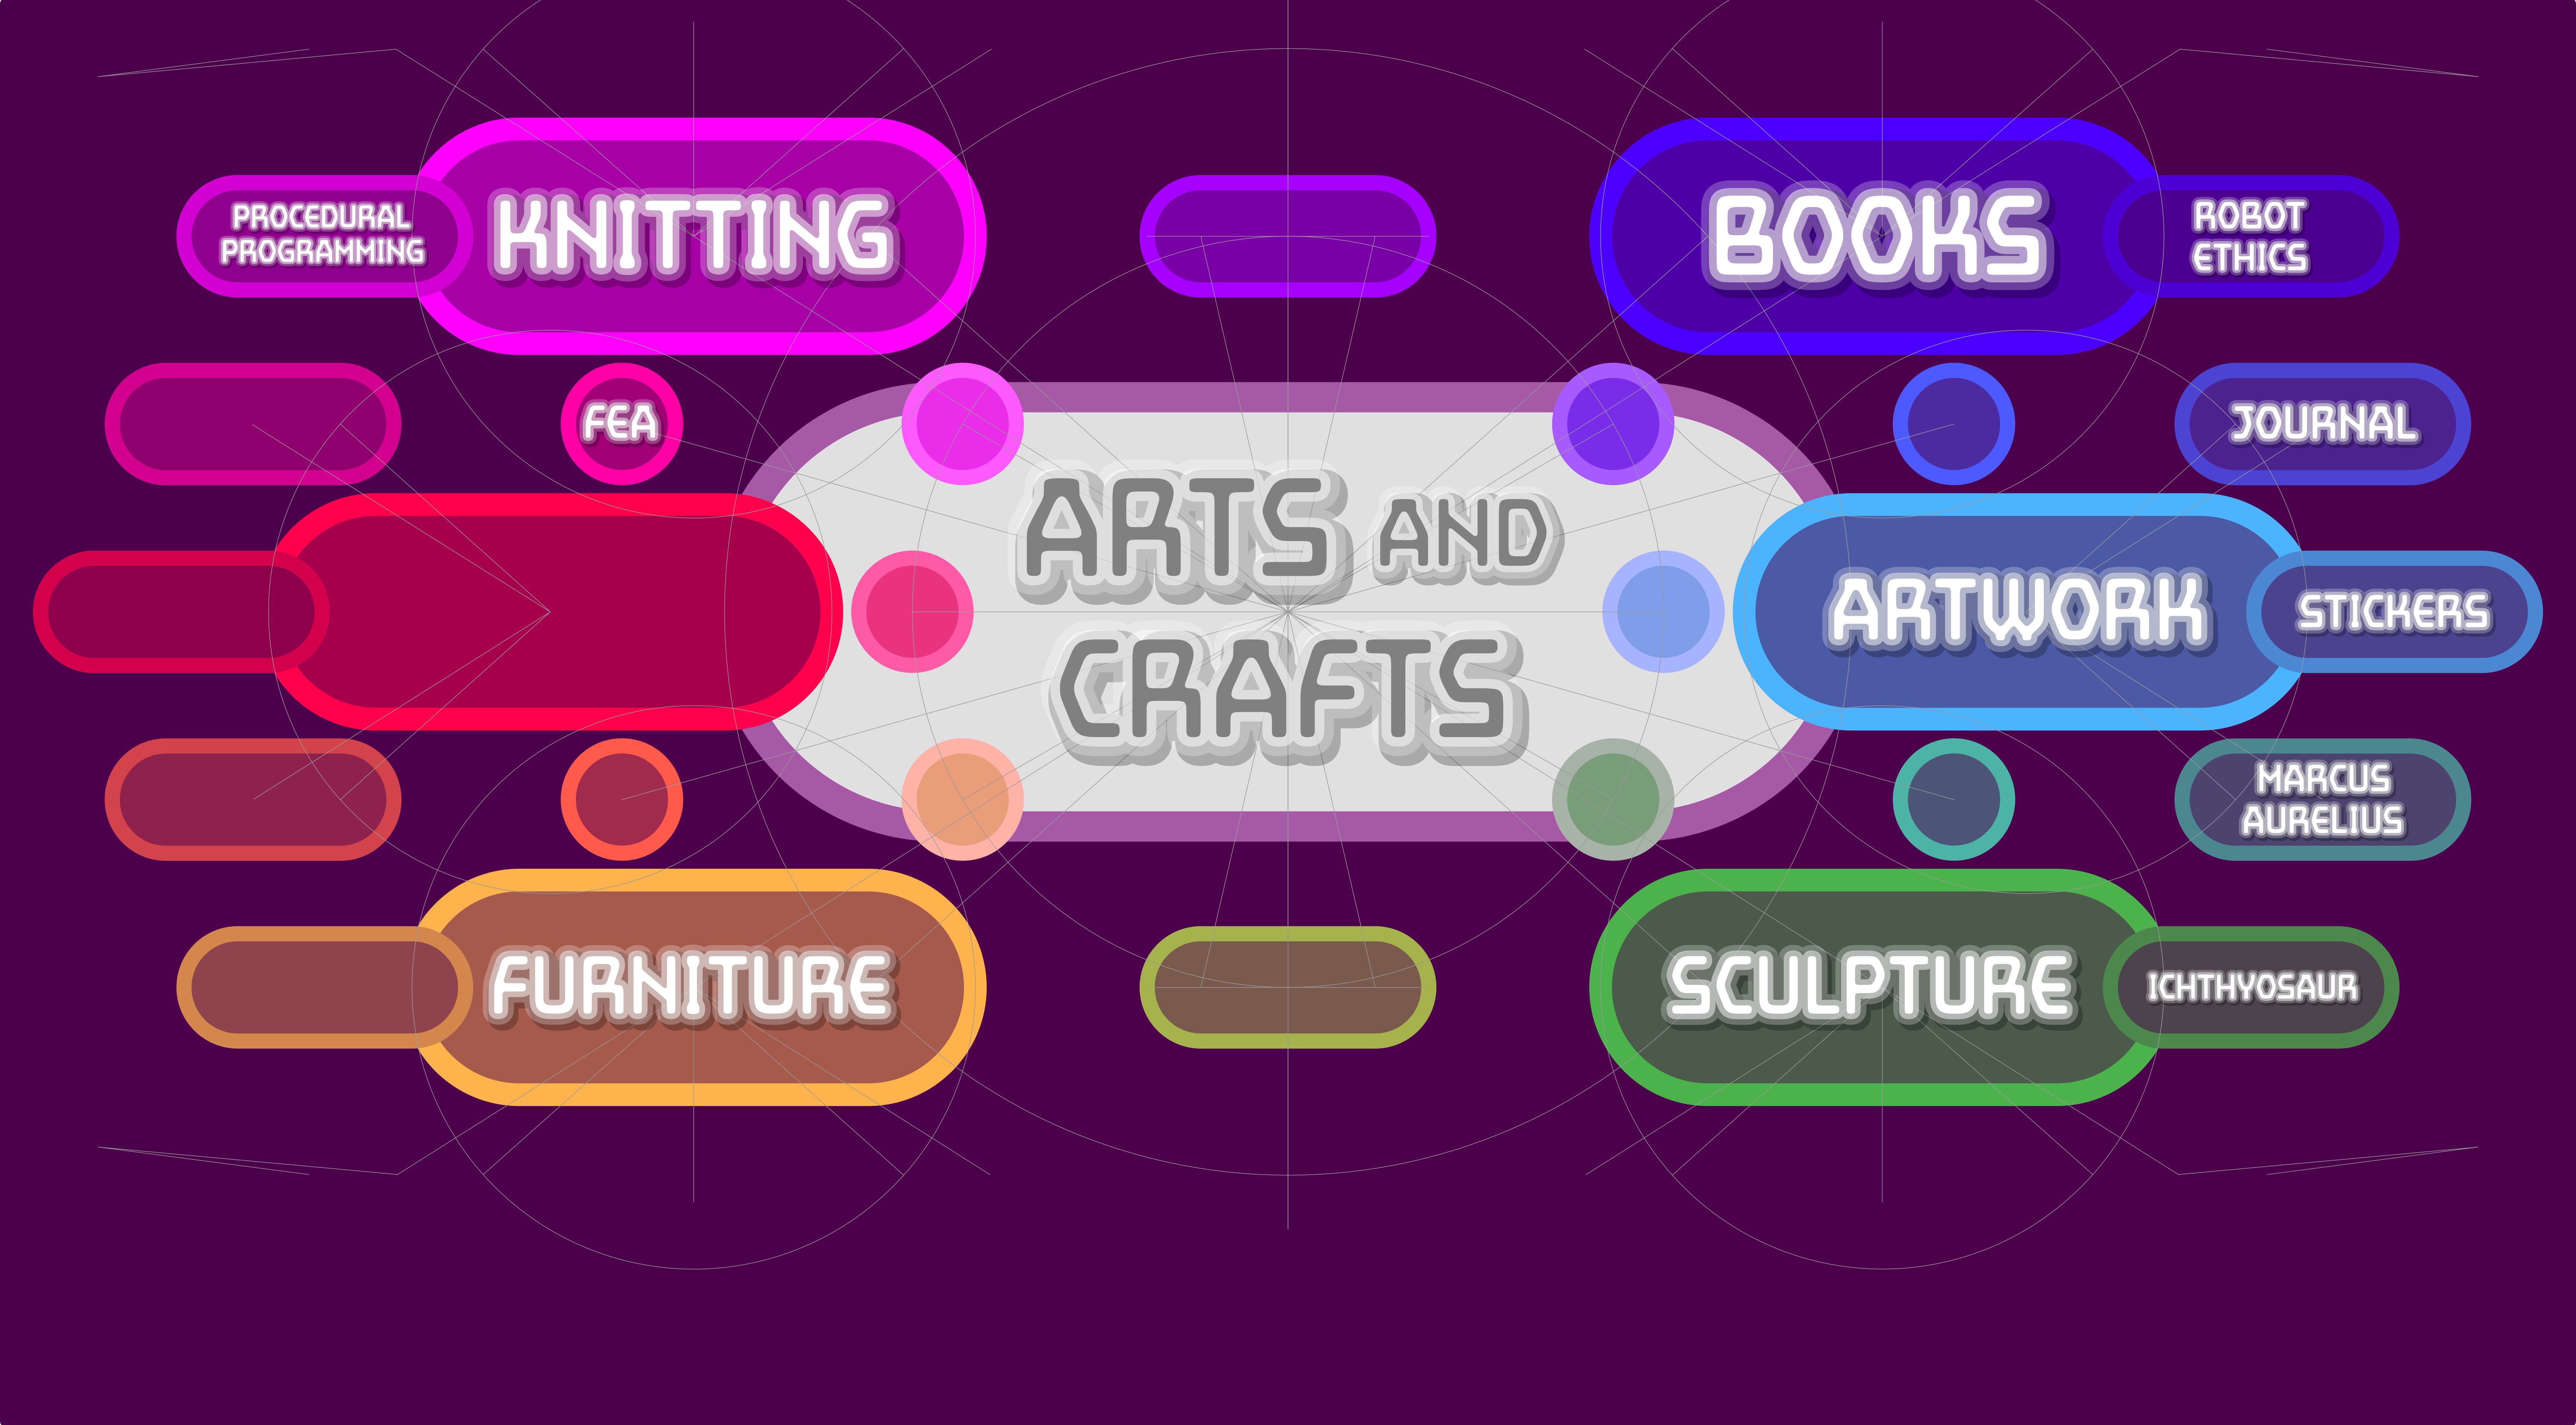 PROCEDURAL
PROGRAMMING
KNITTING
BOOKS
ROBOT
ETHICS
FEA
JOURNAL
ARTS AND
CRAFTS
ARTWORK
STICKERS
MARCUS
AURELIUS
FURNITURE
SCULPTURE
ICHTHYOSAUR